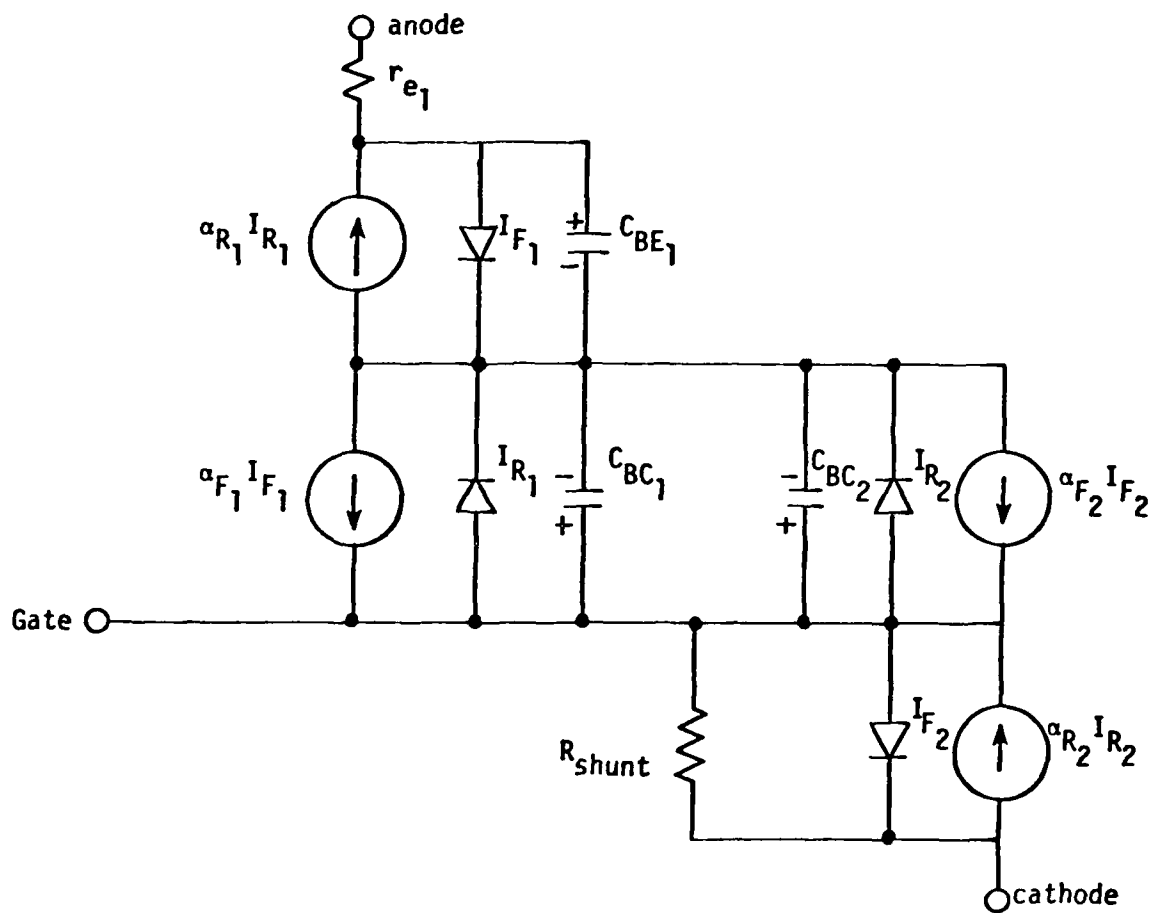 anode
r_e1
α_R1 I_R1
I_F1
+
-
C_BE1
α_F1 I_F1
I_R1
-
+
C_BC1
-
+
C_BC2
I_R2
α_F2 I_F2
Gate
R_shunt
I_F2
α_R2 I_R2
cathode